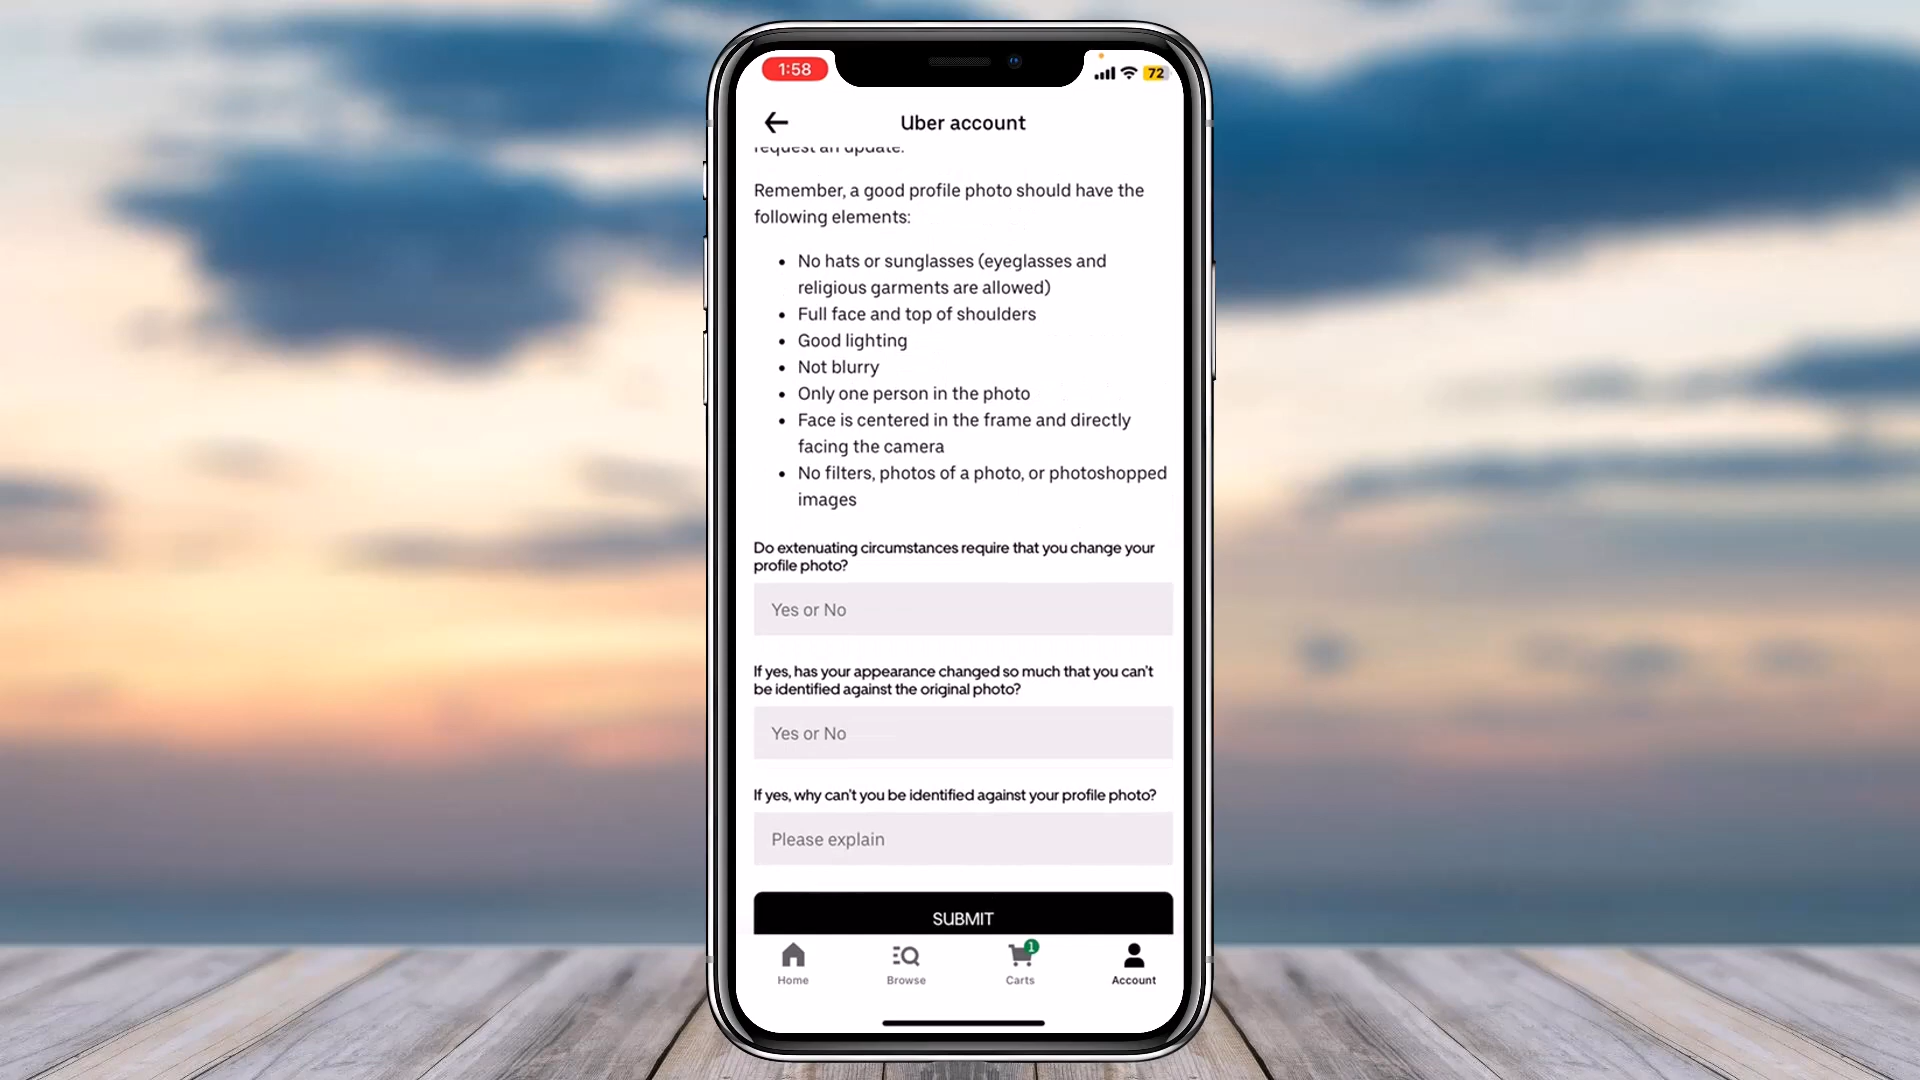 1:58
72
Uber account
request an update.
Remember, a good profile photo should have the
following elements:
• No hats or sunglasses (eyeglasses and
religious garments are allowed)
• Full face and top of shoulders
• Good lighting
• Not blurry
• Only one person in the photo
• Face is centered in the frame and directly
facing the camera
• No filters, photos of a photo, or photoshopped
images
Do extenuating circumstances require that you change your
profile photo?
Yes or No
If yes, has your appearance changed so much that you can't
be identified against the original photo?
Yes or No
If yes, why can't you be identified against your profile photo?
Please explain
SUBMIT
1
Home
Browse
Carts
Account